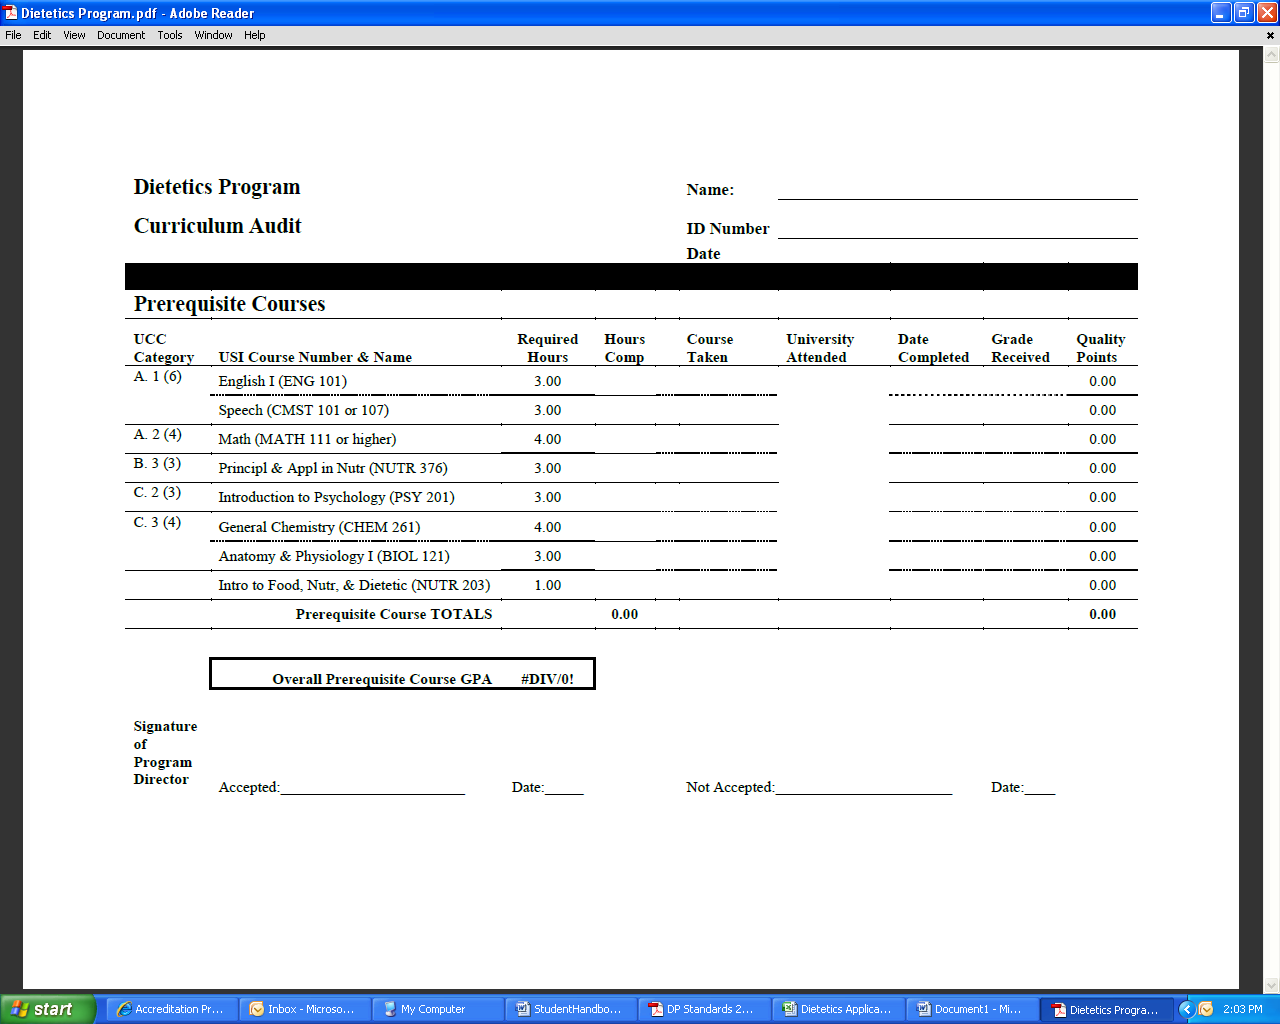 Dietetics Program.pdf - Adobe Reader
File Edit View Document Tools Window Help
Dietetics Program
Name:
Curriculum Audit
ID Number
Date
Prerequisite Courses
UCC Category USI Course Number & Name Required Hours Hours Comp Course Taken University Attended Date Completed Grade Received Quality Points
A. 1 (6) English I (ENG 101) 3.00 0.00
Speech (CMST 101 or 107) 3.00 0.00
A. 2 (4) Math (MATH 111 or higher) 4.00 0.00
B. 3 (3) Principl & Appl in Nutr (NUTR 376) 3.00 0.00
C. 2 (3) Introduction to Psychology (PSY 201) 3.00 0.00
C. 3 (4) General Chemistry (CHEM 261) 4.00 0.00
Anatomy & Physiology I (BIOL 121) 3.00 0.00
Intro to Food, Nutr, & Dietetic (NUTR 203) 1.00 0.00
Prerequisite Course TOTALS 0.00 0.00
Overall Prerequisite Course GPA #DIV/0!
Signature
of
Program
Director
Accepted: Date: Not Accepted: Date:
start Accreditation Pr... Inbox - Microso... My Computer StudentHandbo... DP Standards 2... Dietetics Applica... Document1 - Mi... Dietetics Progra... 2:03 PM